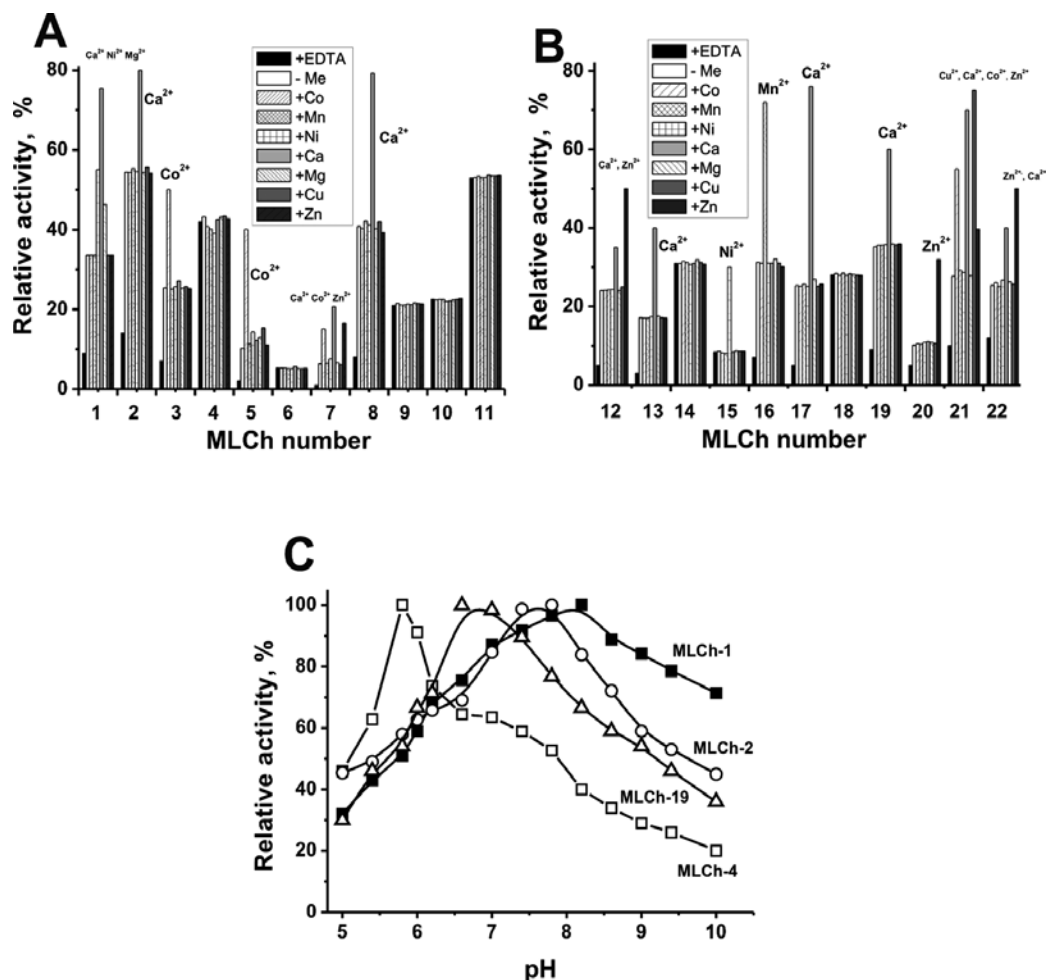 A
Ca²⁺ Ni²⁺ Mg²⁺
Ca²⁺
Co²⁺
Co²⁺
Ca²⁺ Co²⁺ Zn²⁺
Ca²⁺
+EDTA
- Me
+Co
+Mn
+Ni
+Ca
+Mg
+Cu
+Zn
Relative activity, %
80
60
40
20
0
1 2 3 4 5 6 7 8 9 10 11
MLCh number
B
Ca²⁺, Zn²⁺
Ca²⁺
Ni²⁺
Mn²⁺
Ca²⁺
Ca²⁺
Zn²⁺
Cu²⁺, Ca²⁺, Co²⁺, Zn²⁺
Zn²⁺, Ca²⁺
+EDTA
- Me
+Co
+Mn
+Ni
+Ca
+Mg
+Cu
+Zn
Relative activity, %
80
60
40
20
0
12 13 14 15 16 17 18 19 20 21 22
MLCh number
C
Relative activity, %
100
80
60
40
20
0
MLCh-1
MLCh-2
MLCh-19
MLCh-4
5 6 7 8 9 10
pH